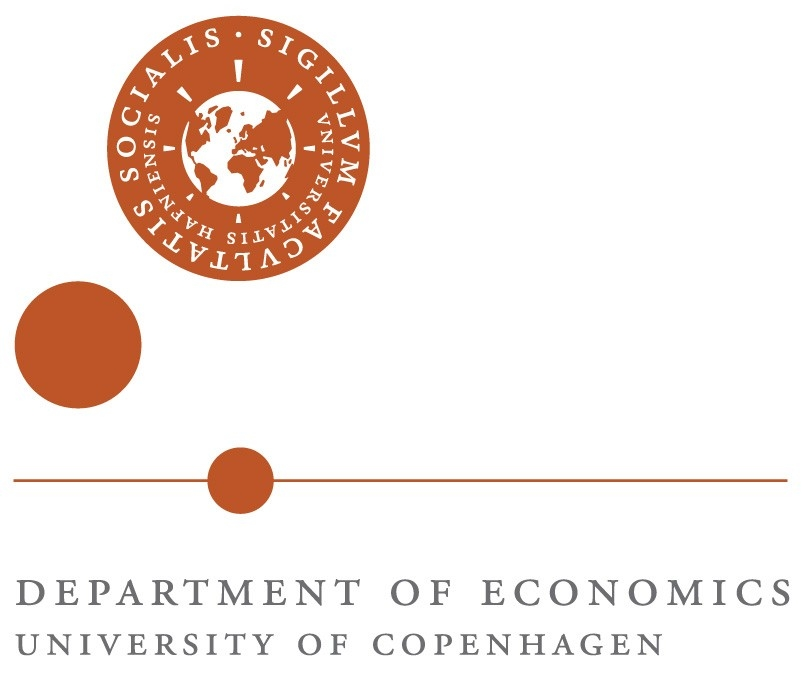 SIGILLVM FACVLTATIS SOCIALIS ·
VNIVERSITATIS HAFNIENSIS
DEPARTMENT OF ECONOMICS
UNIVERSITY OF COPENHAGEN